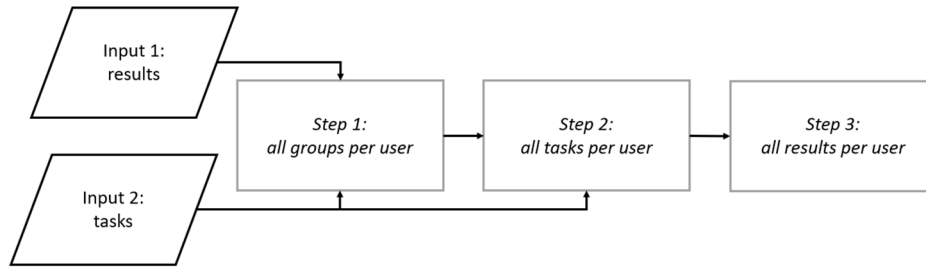 Input 1:
results
Step 1:
all groups per user
Step 2:
all tasks per user
Step 3:
all results per user
Input 2:
tasks